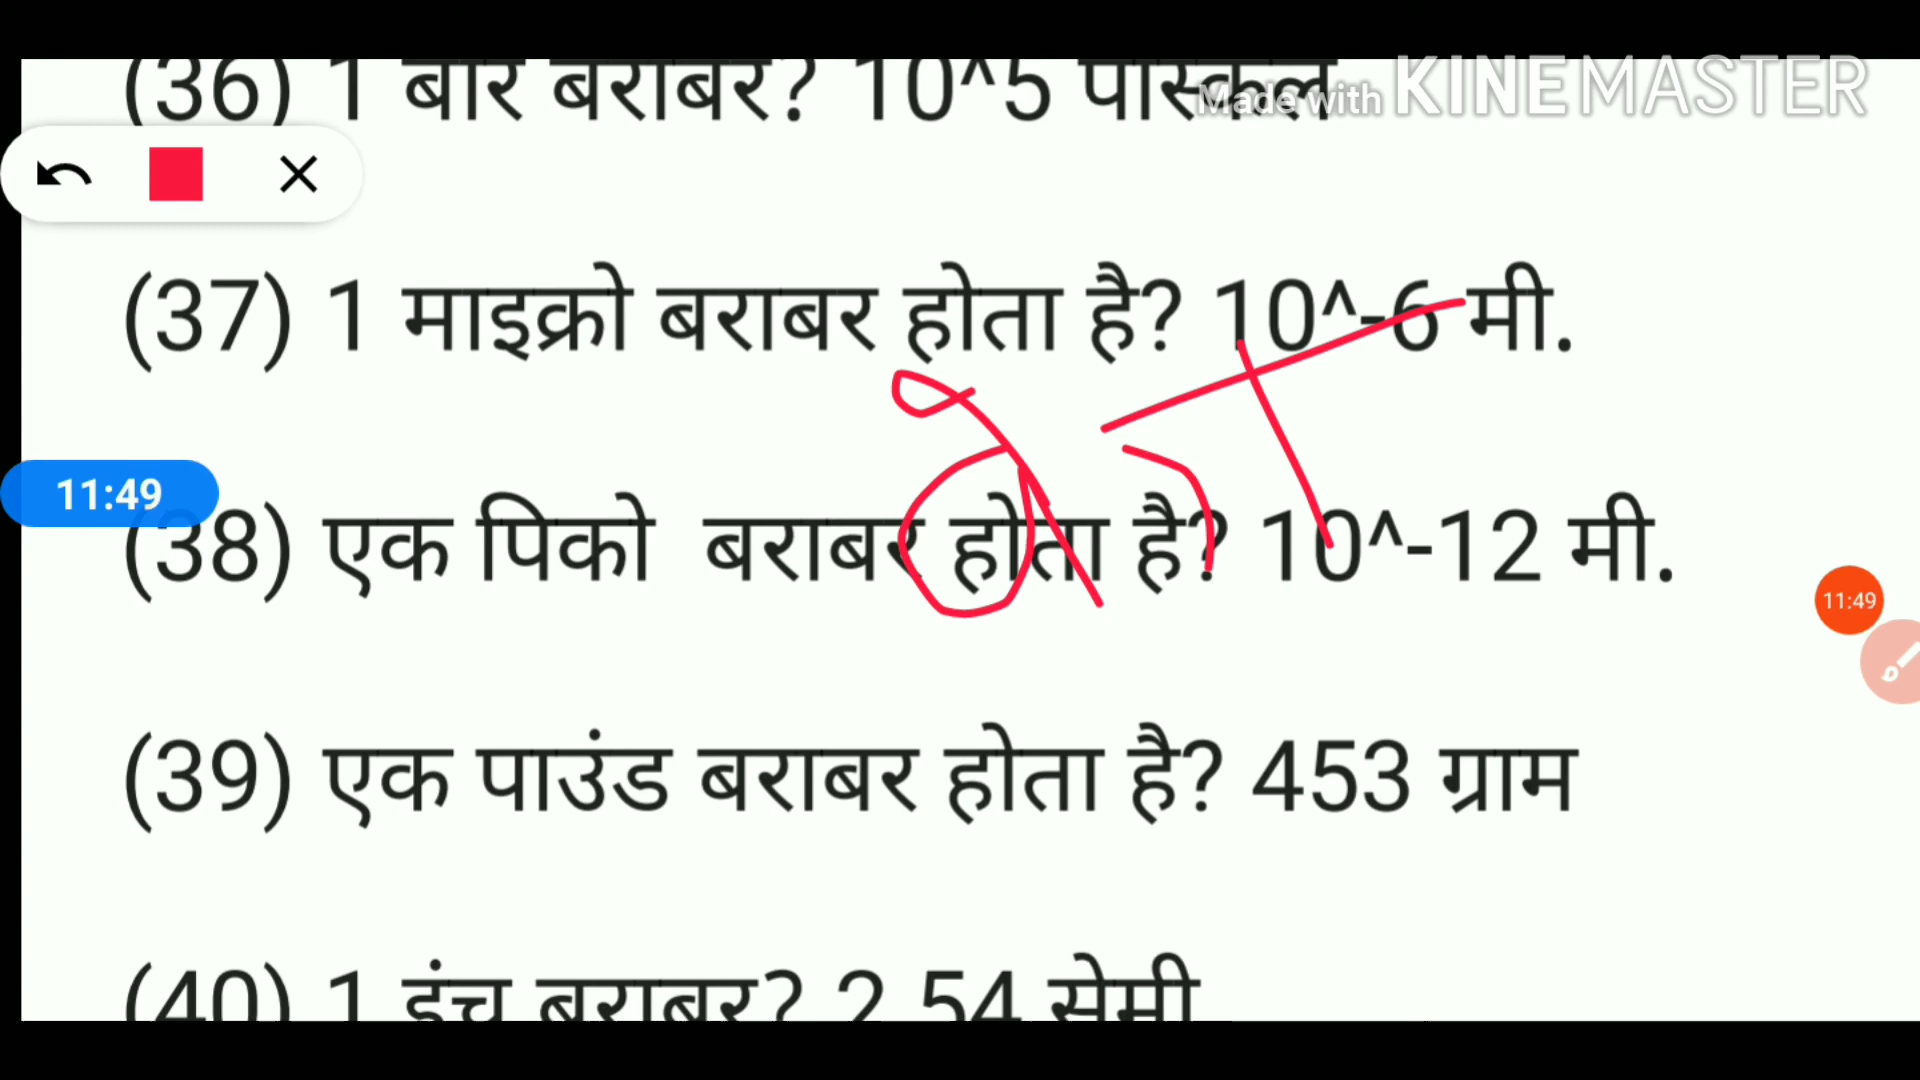 (36) 1 बार बराबर? 10^5 पास्कल
Made with KINEMASTER
(37) 1 माइक्रो बराबर होता है? 10^-6 मी.
11:49
(38) एक पिको बराबर होता है? 10^-12 मी.
11:49
(39) एक पाउंड बराबर होता है? 453 ग्राम
(40) 1 इंच बराबर? 2.54 सेमी